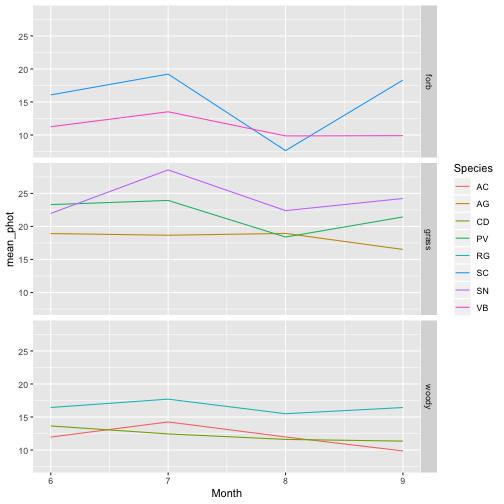 25
20
15
10
forb
25
20
15
10
grass
25
20
15
10
woody
6
7
8
9
Month
mean_phot
Species
AC
AG
CD
PV
RG
SC
SN
VB